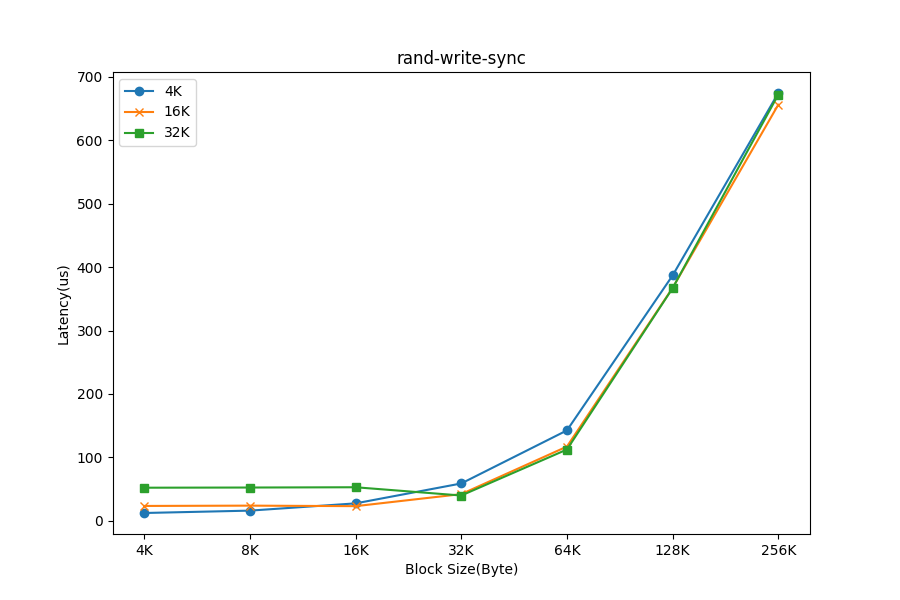 rand-write-sync
4K
16K
32K
700
600
500
400
300
200
100
0
Latency(us)
4K 8K 16K 32K 64K 128K 256K
Block Size(Byte)